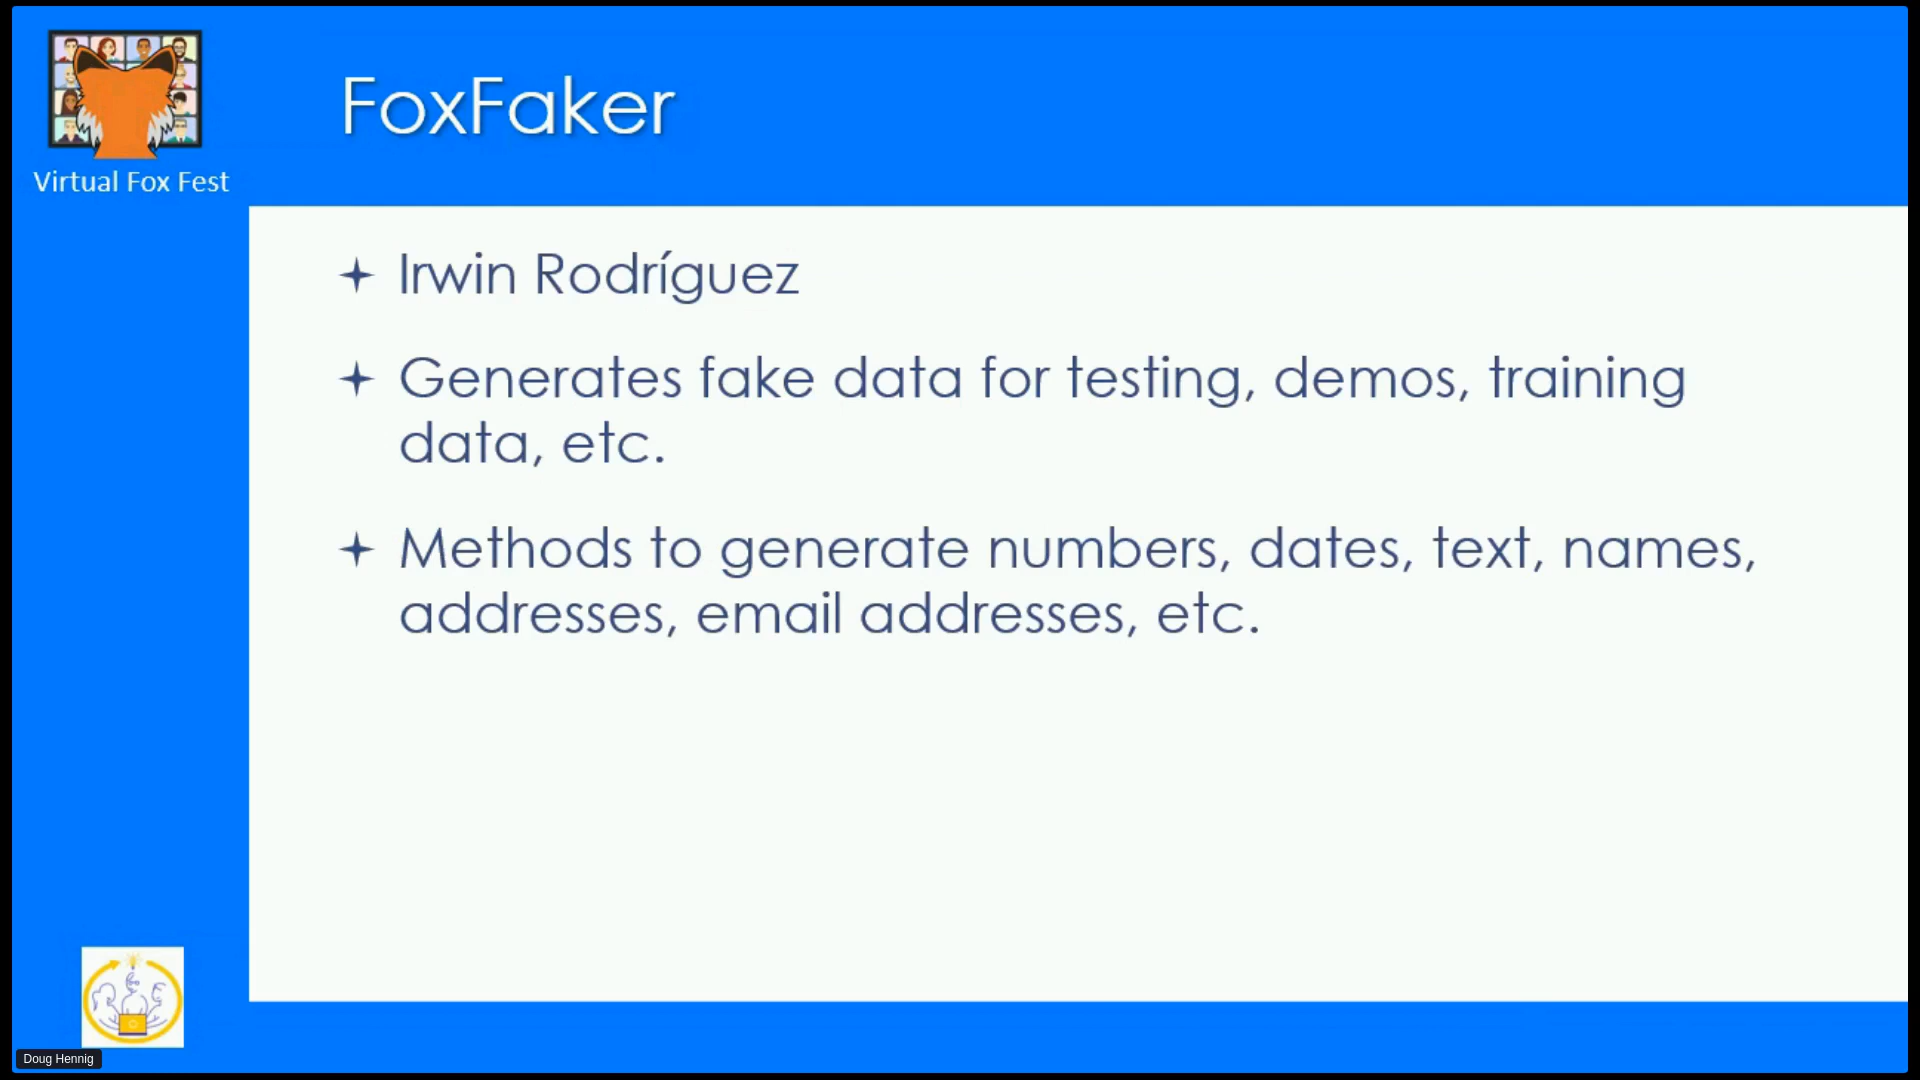 FoxFaker
Virtual Fox Fest
Irwin Rodríguez
Generates fake data for testing, demos, training
data, etc.
Methods to generate numbers, dates, text, names,
addresses, email addresses, etc.
Doug Hennig